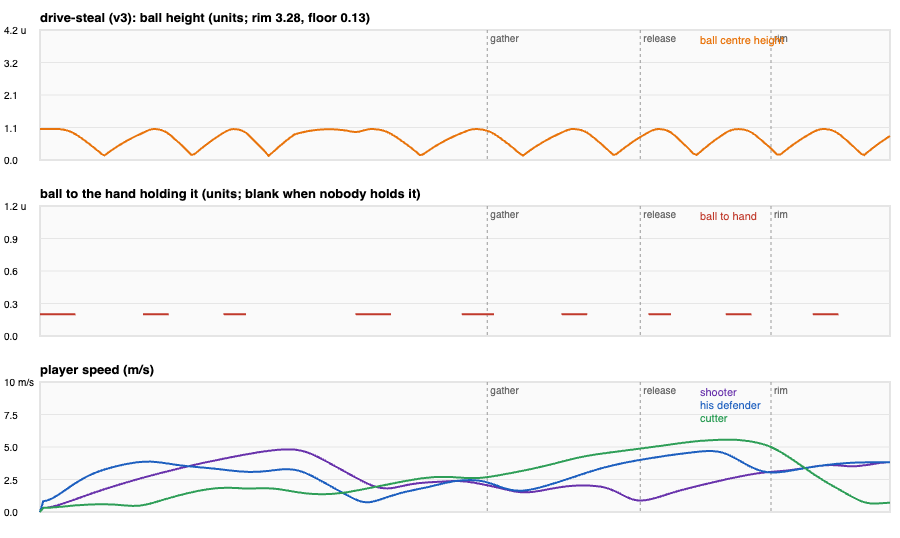 drive-steal (v3): ball height (units; rim 3.28, floor 0.13)
4.2 u
gather
release
ball centre height
rim
3.2
2.1
1.1
0.0
ball to the hand holding it (units; blank when nobody holds it)
1.2 u
gather
release
ball to hand
rim
0.9
0.6
0.3
0.0
player speed (m/s)
10 m/s
gather
release
shooter
rim
his defender
7.5
cutter
5.0
2.5
0.0